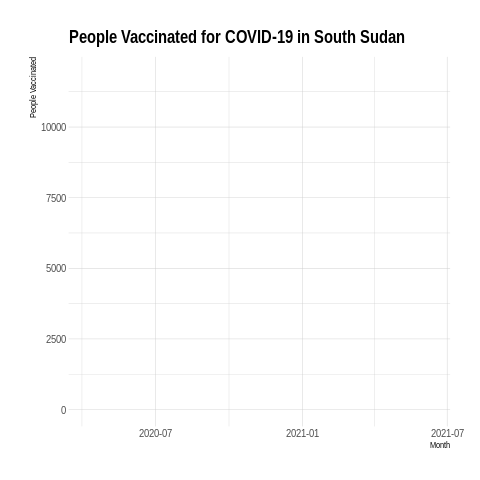 People Vaccinated for COVID-19 in South Sudan
People Vaccinated
10000
7500
5000
2500
0
2020-07
2021-01
2021-07
Month